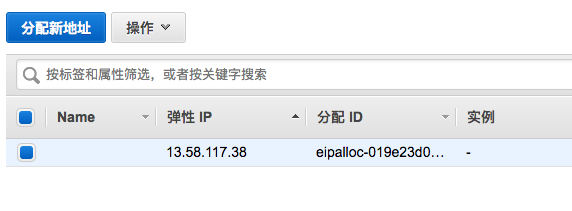 分配新地址 操作
按标签和属性筛选，或者按关键字搜索
Name 弹性 IP 分配 ID 实例
13.58.117.38 eipalloc-019e23d0… -